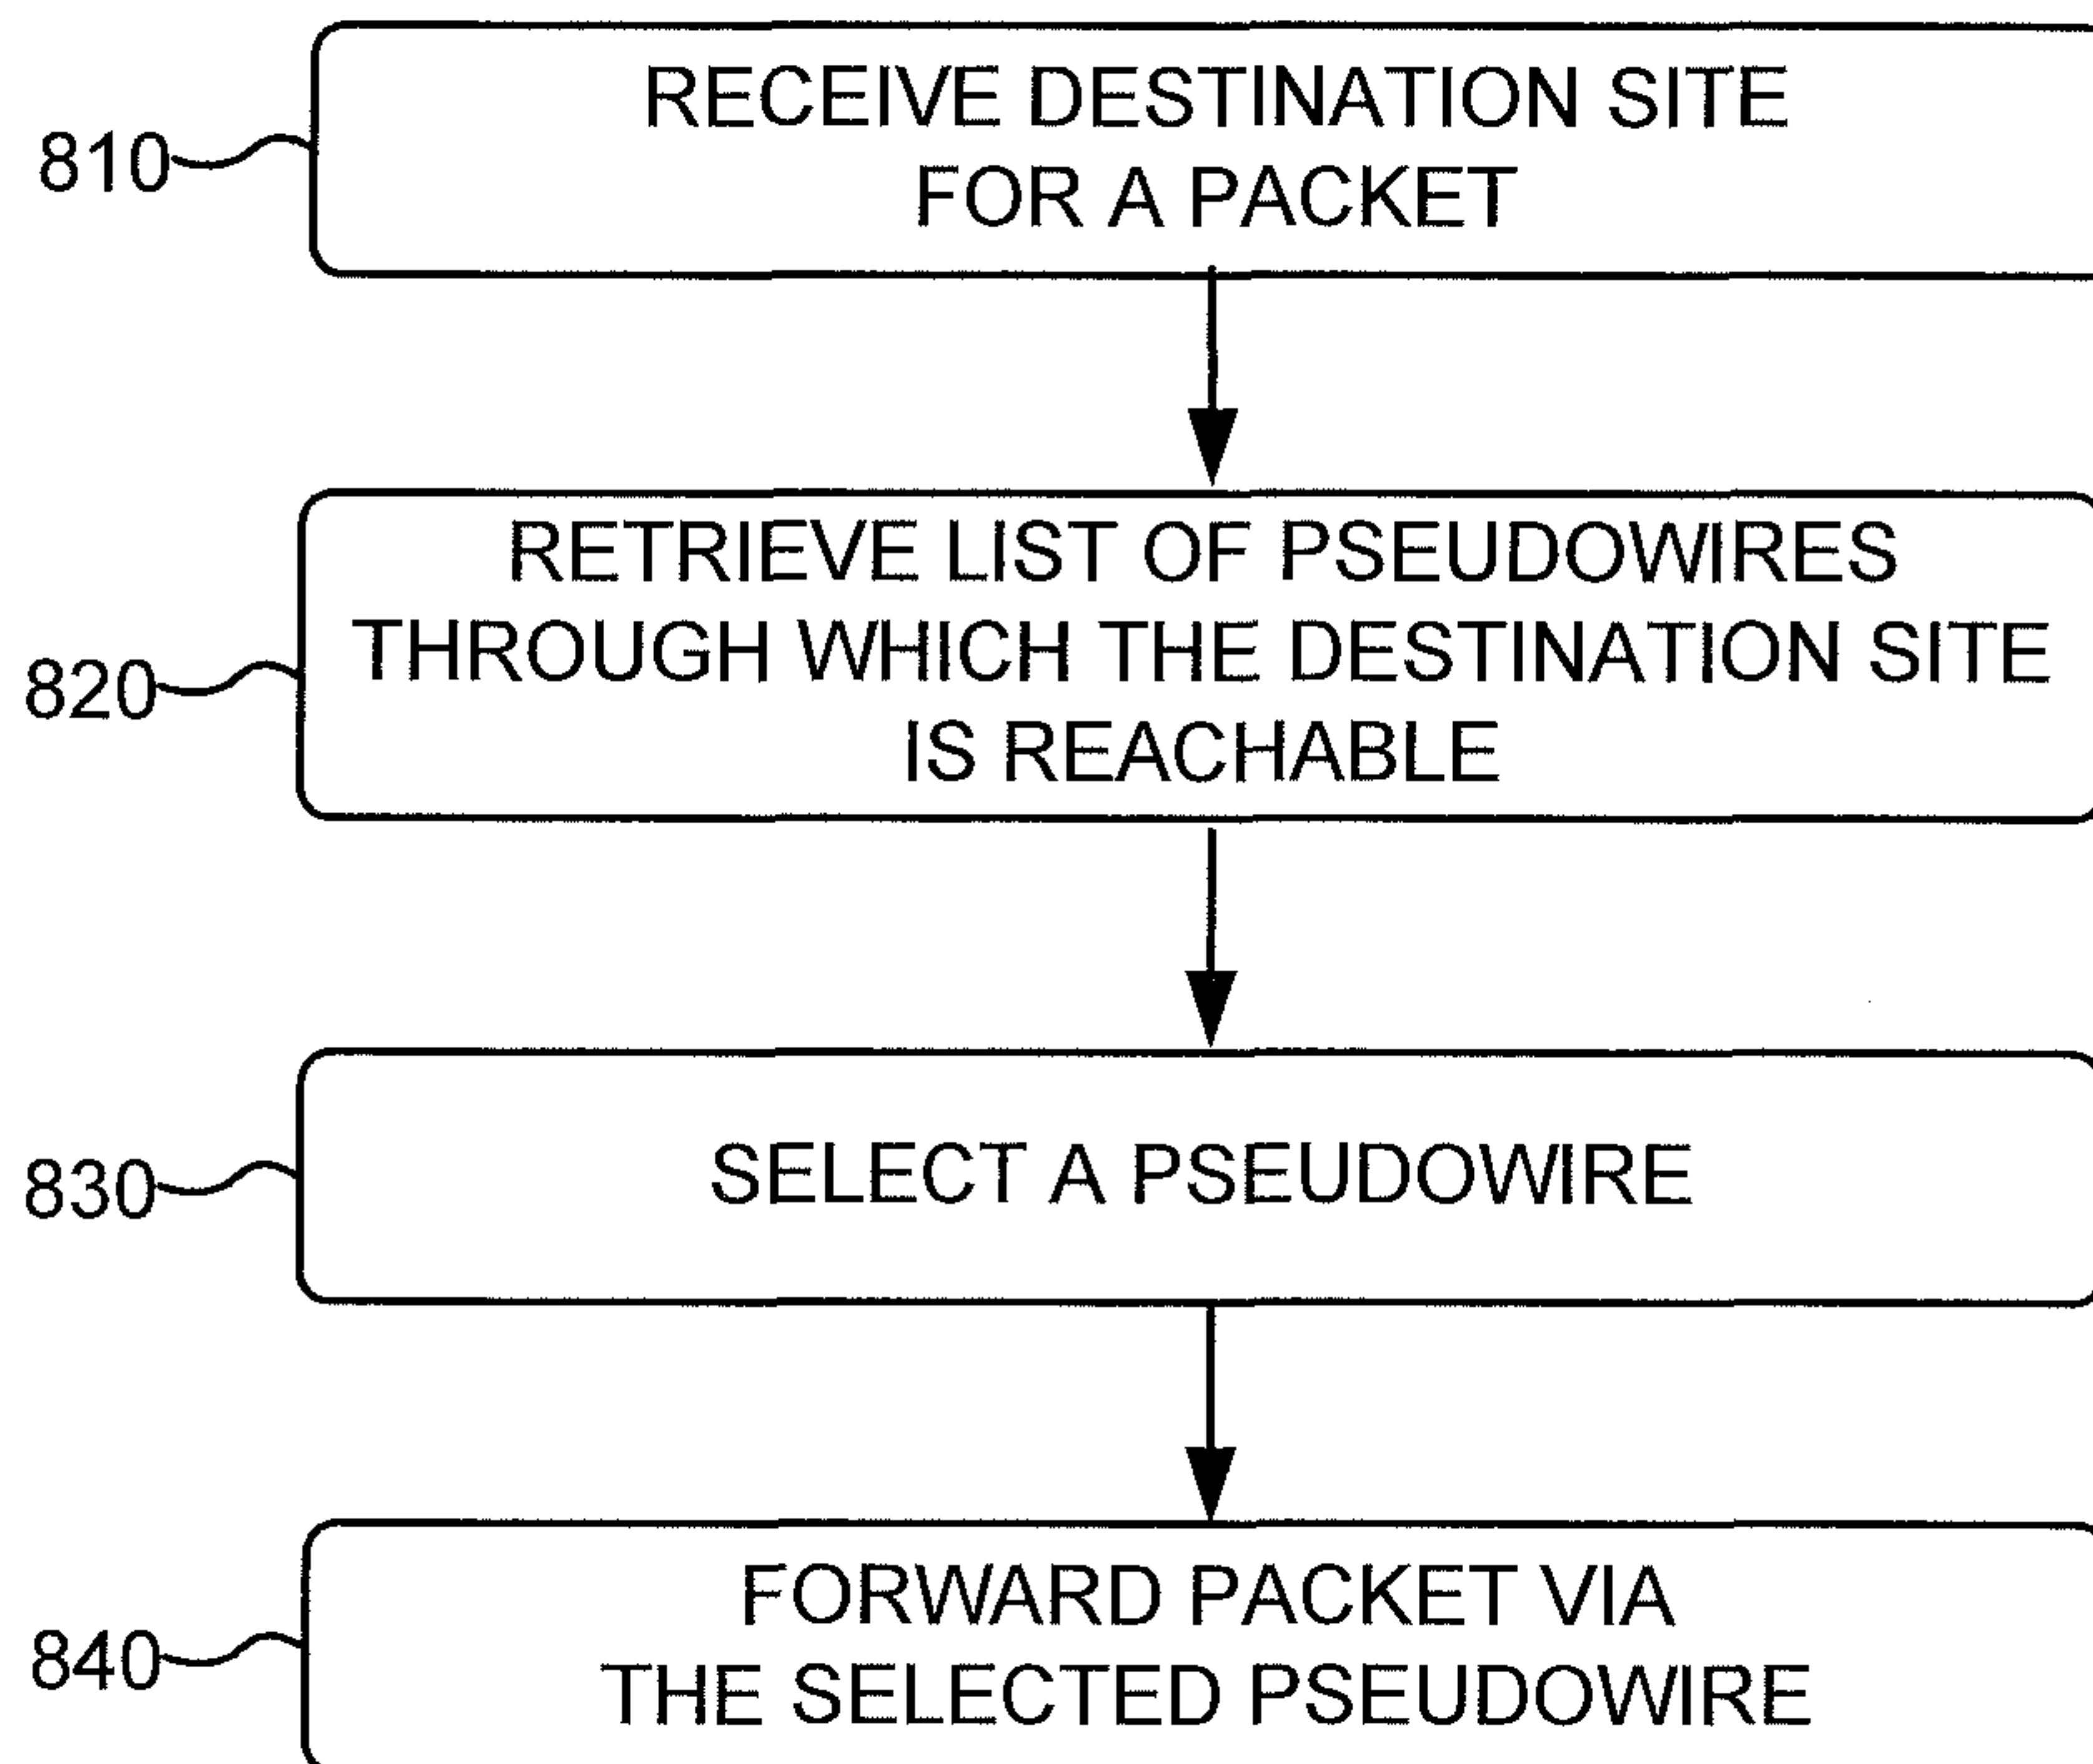 810
RECEIVE DESTINATION SITE
FOR A PACKET
820
RETRIEVE LIST OF PSEUDOWIRES
THROUGH WHICH THE DESTINATION SITE
IS REACHABLE
830
SELECT A PSEUDOWIRE
840
FORWARD PACKET VIA
THE SELECTED PSEUDOWIRE